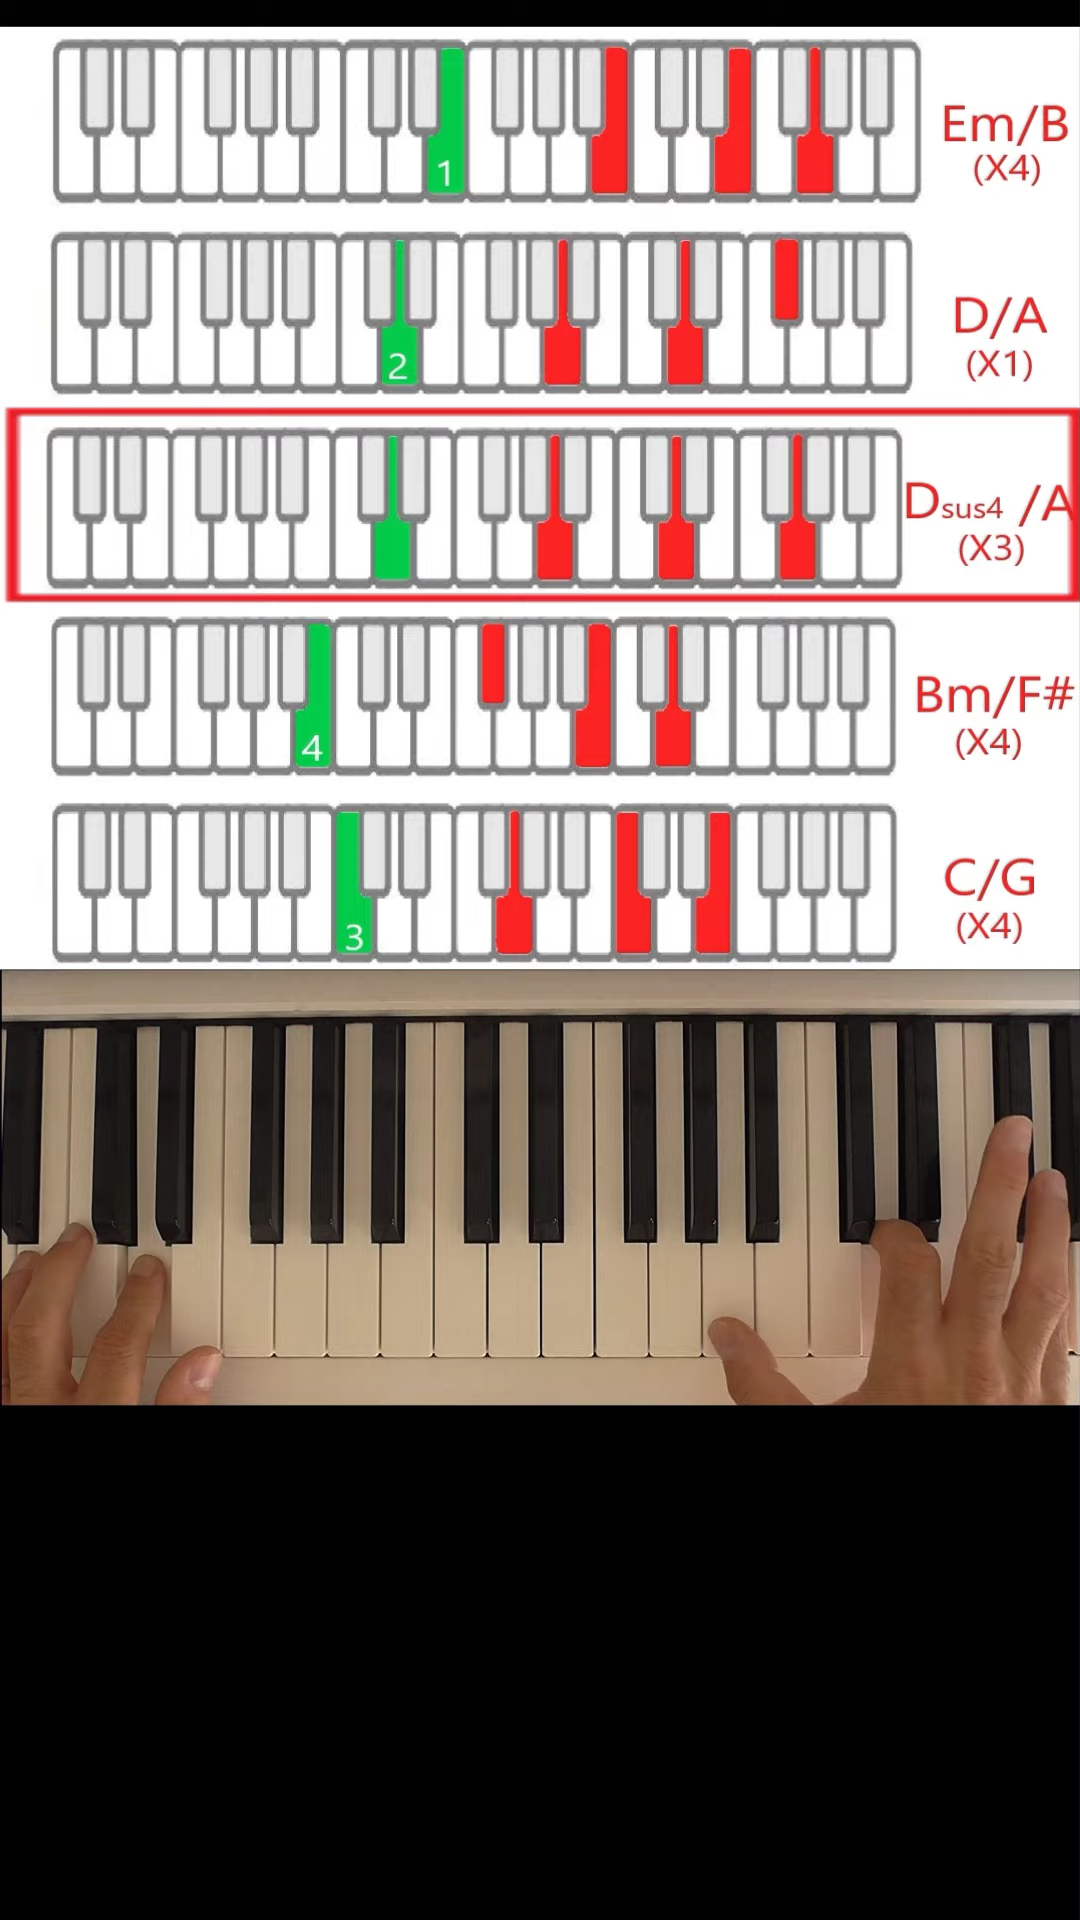 Em/B
(X4)
1
D/A
(X1)
2
Dsus4 /A
(X3)
Bm/F#
(X4)
4
C/G
(X4)
3